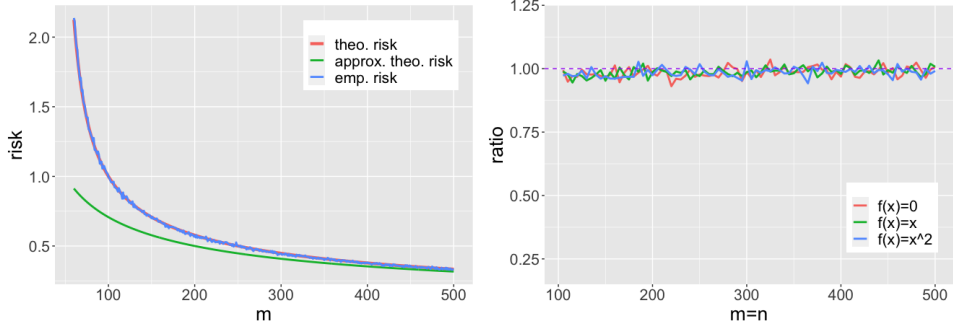 2.0
1.5
1.0
0.5
risk
100
200
300
400
500
m
theo. risk
approx. theo. risk
emp. risk
1.25
1.00
0.75
0.50
0.25
ratio
100
200
300
400
500
m=n
f(x)=0
f(x)=x
f(x)=x^2